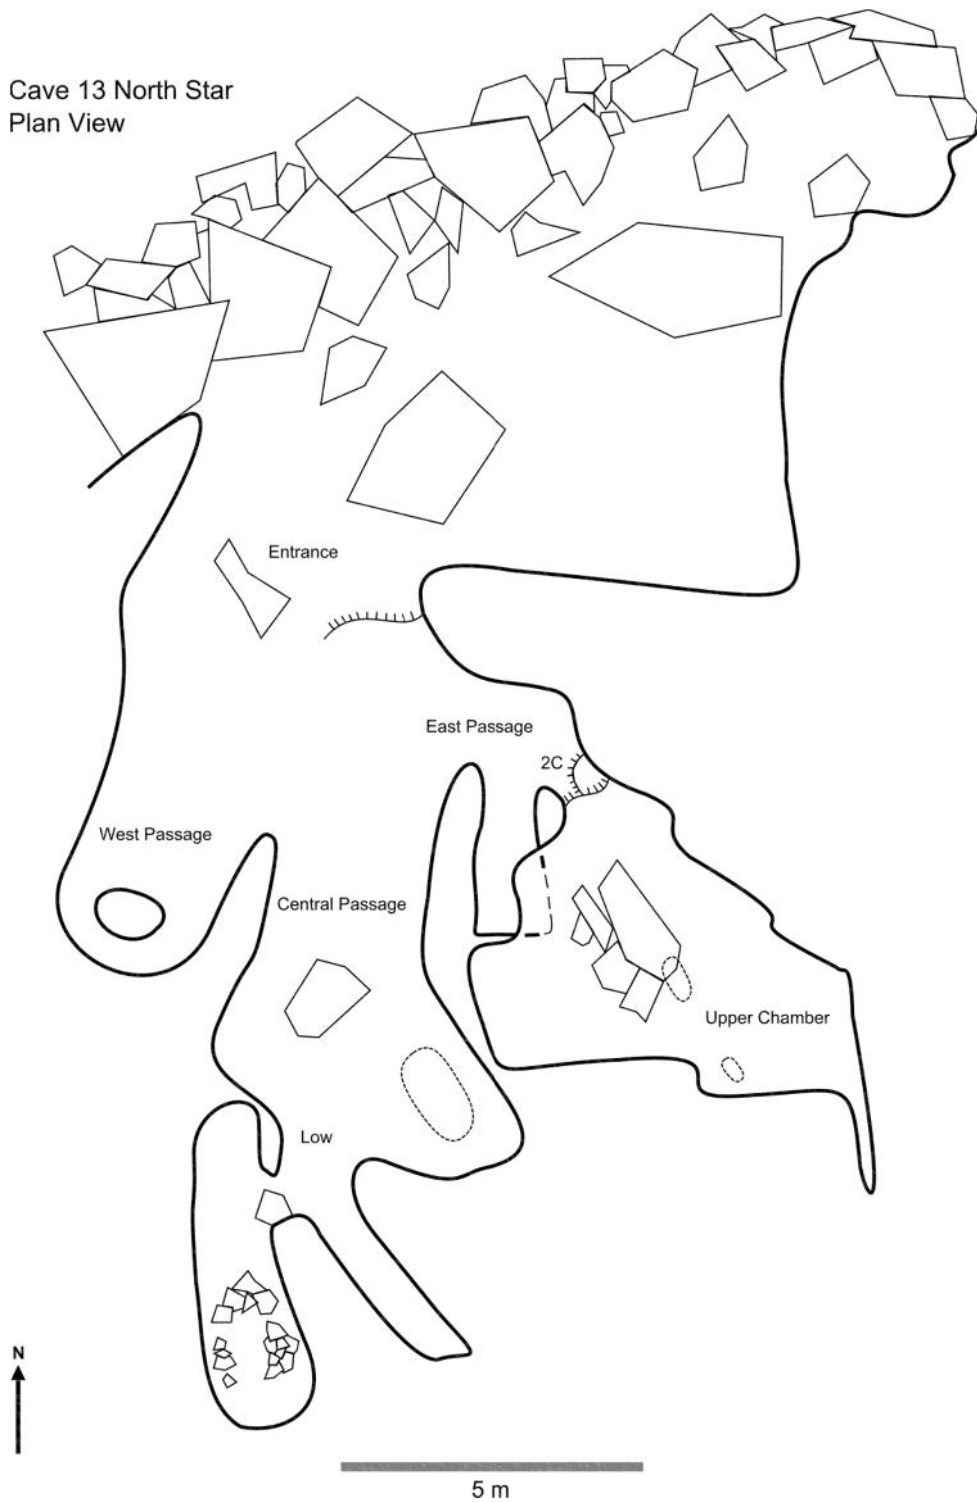 Cave 13 North Star
Plan View
Entrance
East Passage
2C
West Passage
Central Passage
Upper Chamber
Low
N
5 m